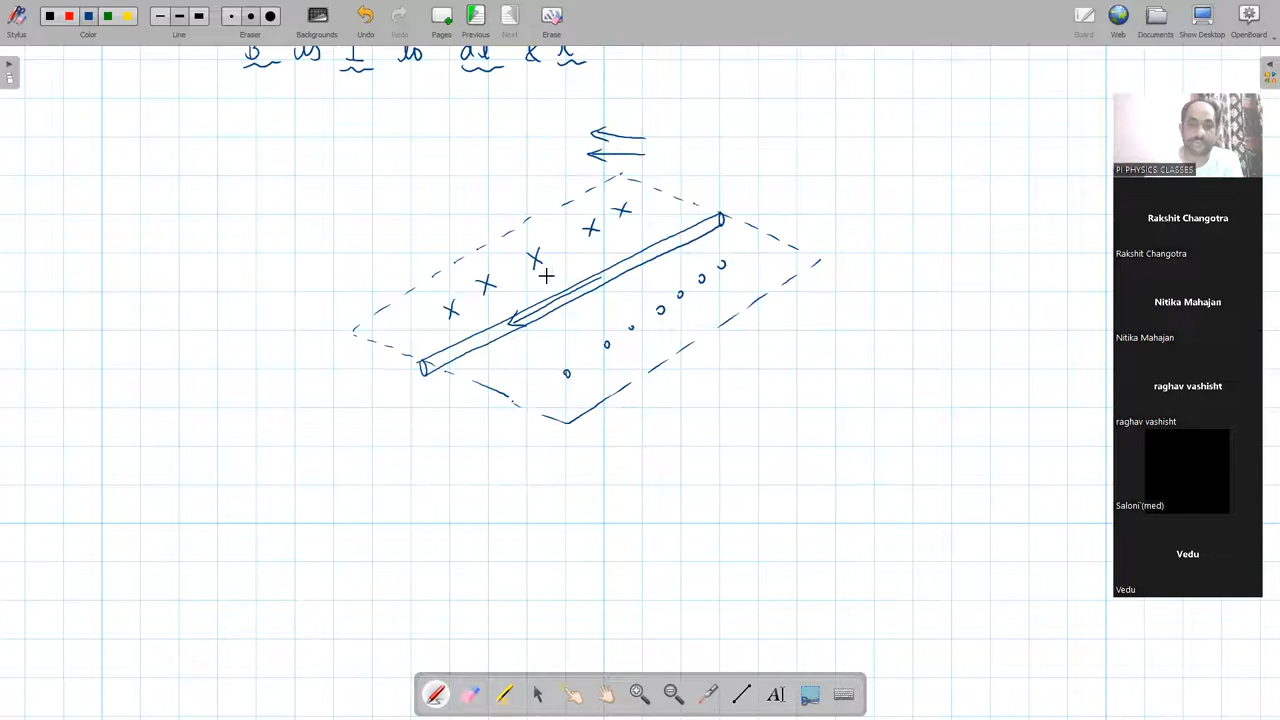 Stylus Color Line Eraser Backgrounds Undo Redo Pages Previous Next Erase Board Web Documents Show Desktop OpenBoard
B is ⊥ to dl & r
PI PHYSICS CLASSES
Rakshit Changotra
Rakshit Changotra
Nitika Mahajan
Nitika Mahajan
raghav vashisht
raghav vashisht
Saloni (med)
Vedu
Vedu